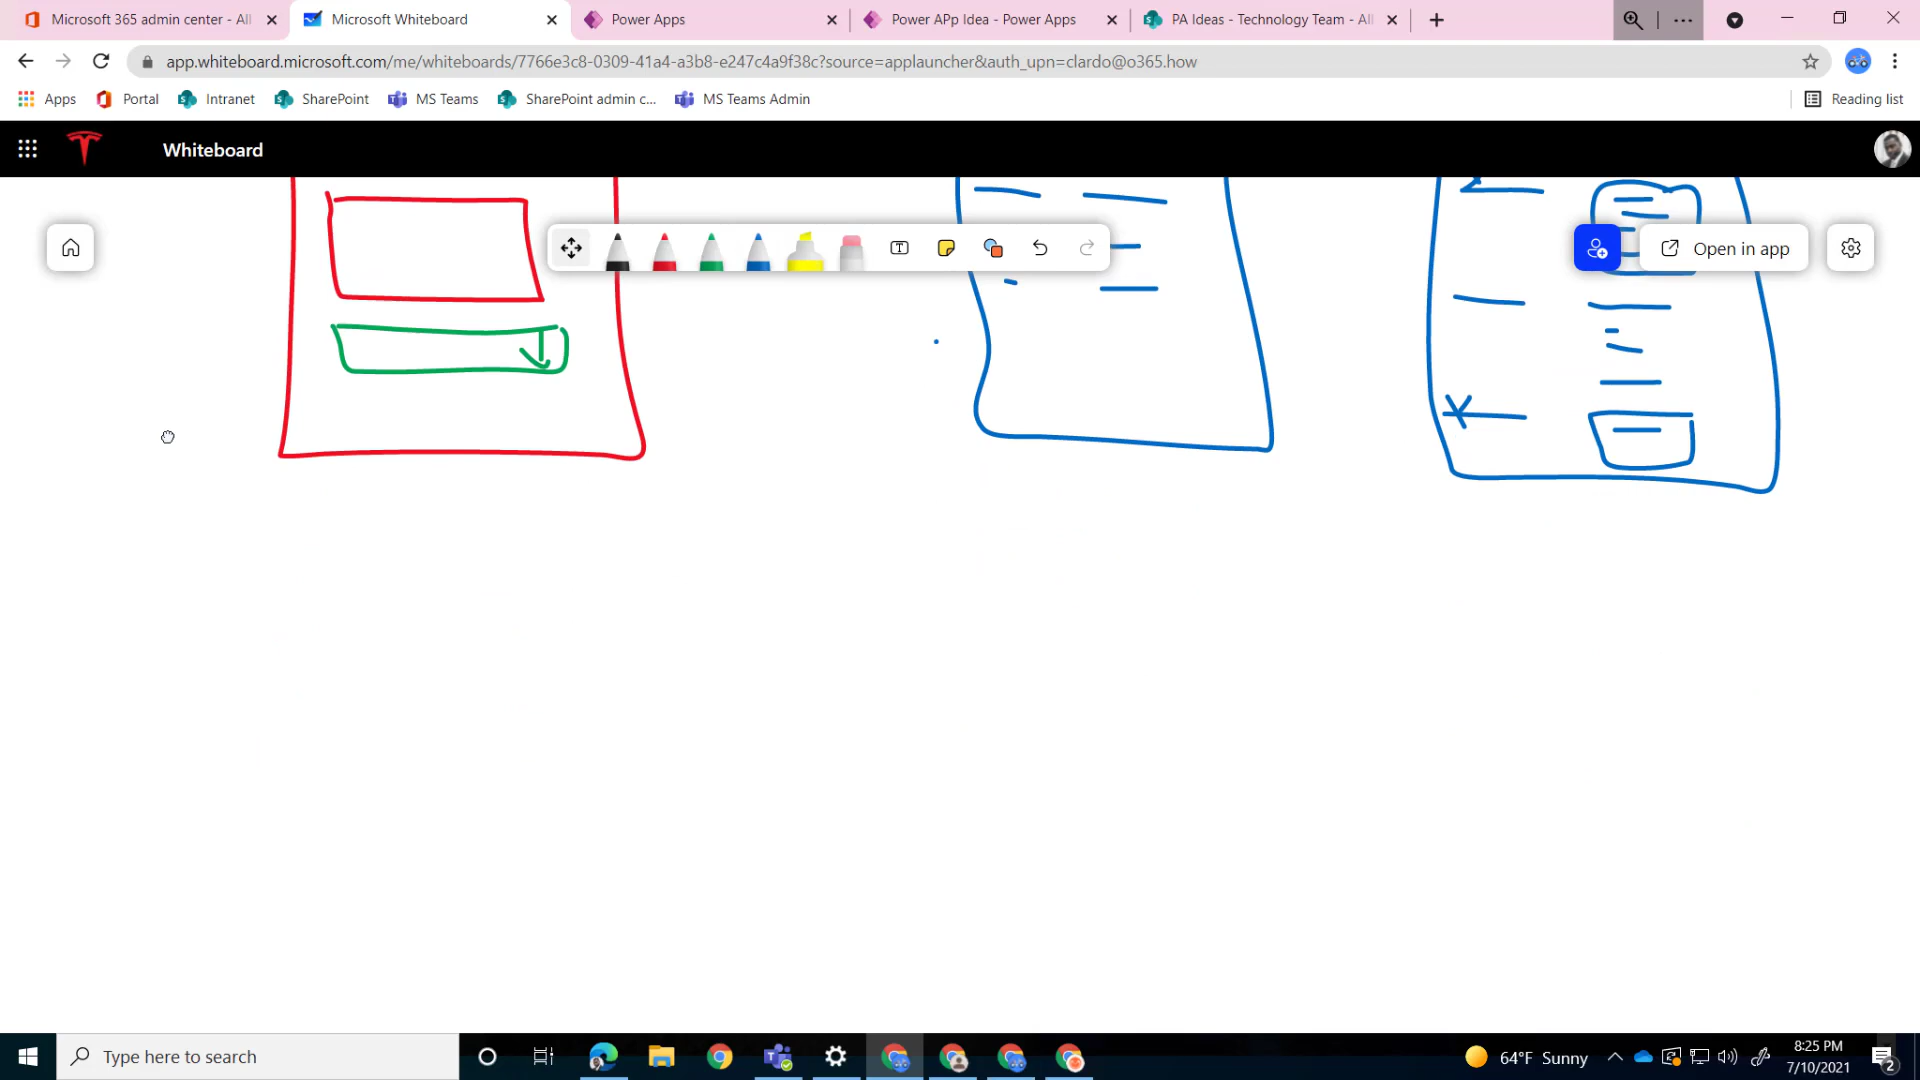 Microsoft 365 admin center - All
Microsoft Whiteboard
Power Apps
Power APp Idea - Power Apps
PA Ideas - Technology Team - All
app.whiteboard.microsoft.com/me/whiteboards/7766e3c8-0309-41a4-a3b8-e247c4a9f38c?source=applauncher&auth_upn=clardo@o365.how
Apps
Portal
Intranet
SharePoint
MS Teams
SharePoint admin c...
MS Teams Admin
Reading list
Whiteboard
Open in app
Type here to search
64°F Sunny
8:25 PM
7/10/2021
2